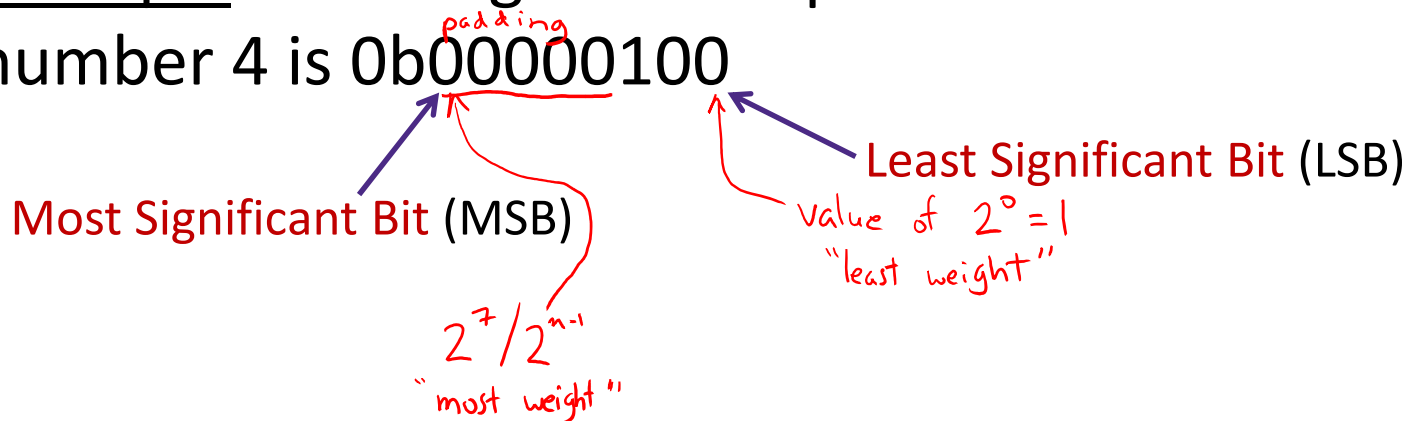 padding
number 4 is 0b00000100
Least Significant Bit (LSB)
Most Significant Bit (MSB)
value of 2⁰ = 1
"least weight"
2⁷/2ⁿ⁻¹
"most weight"